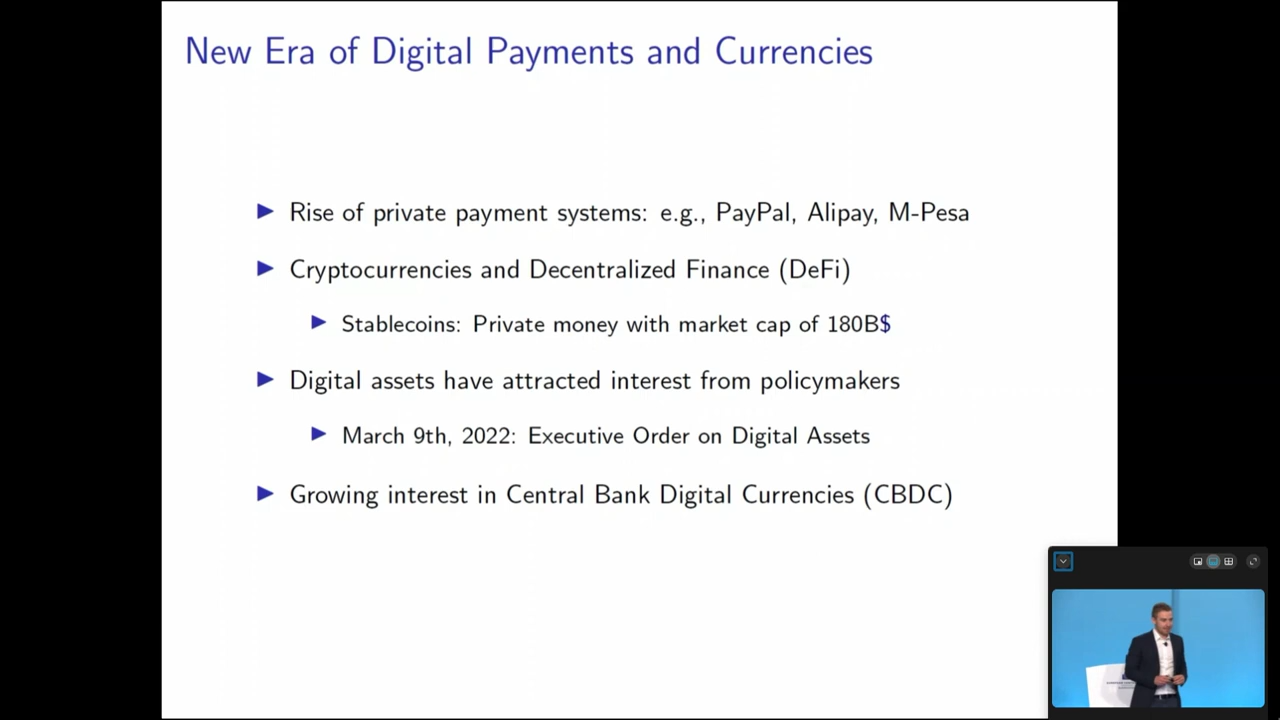 New Era of Digital Payments and Currencies
▶ Rise of private payment systems: e.g., PayPal, Alipay, M-Pesa
▶ Cryptocurrencies and Decentralized Finance (DeFi)
▶ Stablecoins: Private money with market cap of 180B$
▶ Digital assets have attracted interest from policymakers
▶ March 9th, 2022: Executive Order on Digital Assets
▶ Growing interest in Central Bank Digital Currencies (CBDC)